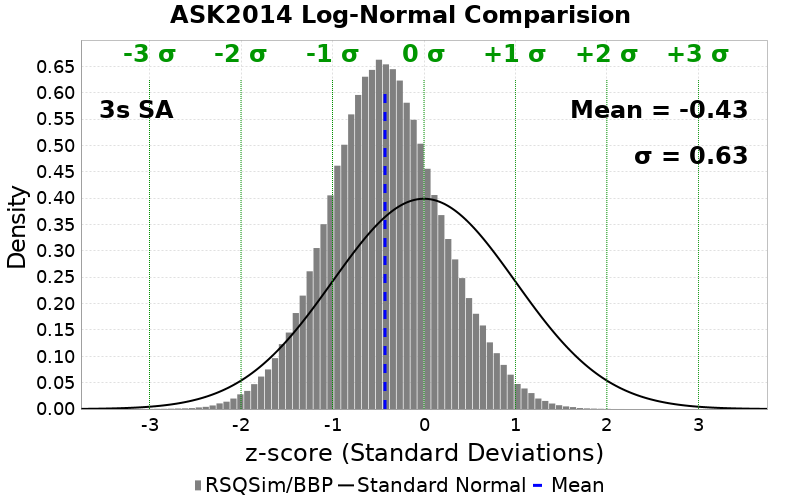 ASK2014 Log-Normal Comparision
-3 σ -2 σ -1 σ 0 σ +1 σ +2 σ +3 σ
3s SA
Mean = -0.43
σ = 0.63
Density
0.65
0.60
0.55
0.50
0.45
0.40
0.35
0.30
0.25
0.20
0.15
0.10
0.05
0.00
-3 -2 -1 0 1 2 3
z-score (Standard Deviations)
RSQSim/BBP Standard Normal Mean